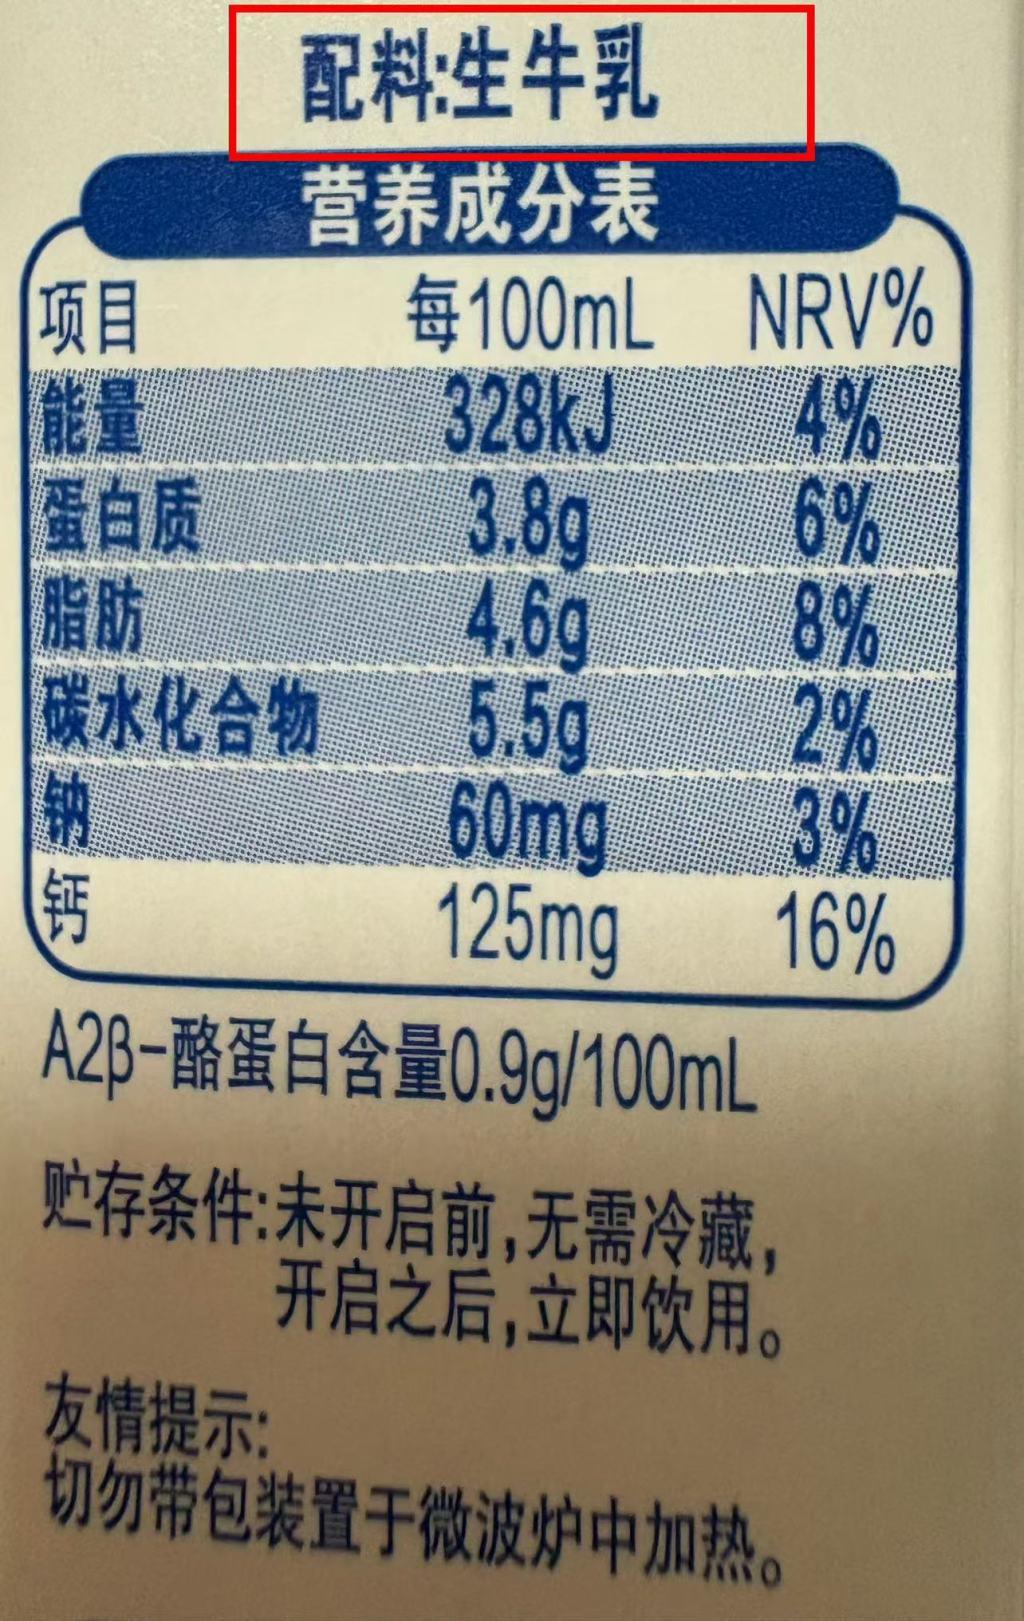 配料:生牛乳
营养成分表
项目 每100mL NRV%
能量 328kJ 4%
蛋白质 3.8g 6%
脂肪 4.6g 8%
碳水化合物 5.5g 2%
钠 60mg 3%
钙 125mg 16%
A2β-酪蛋白含量0.9g/100mL
贮存条件:未开启前,无需冷藏,
开启之后,立即饮用。
友情提示:
切勿带包装置于微波炉中加热。